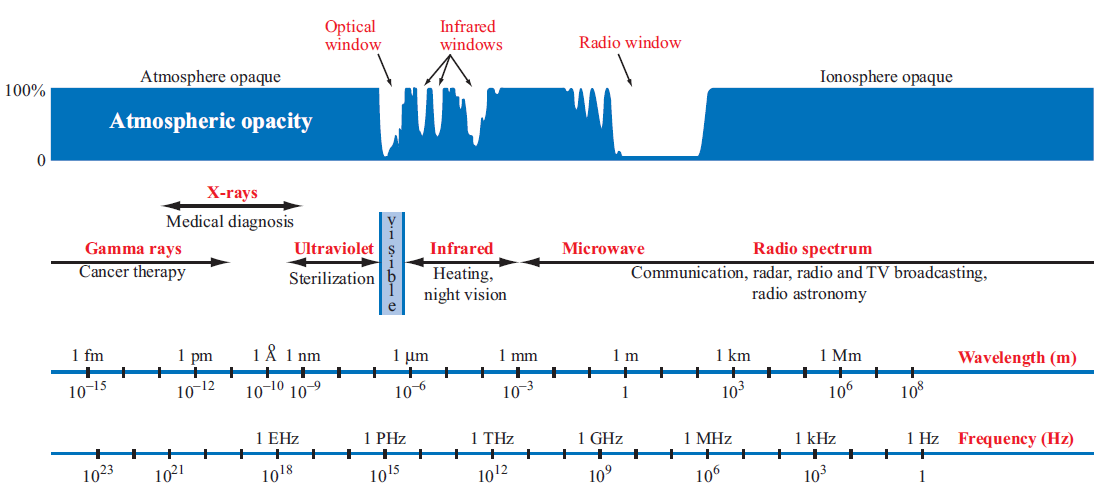 Optical
window
Infrared
windows
Radio window
Atmosphere opaque
Ionosphere opaque
100%
Atmospheric opacity
0
X-rays
Medical diagnosis
Gamma rays
Cancer therapy
Ultraviolet
Sterilization
visible
Infrared
Heating,
night vision
Microwave
Radio spectrum
Communication, radar, radio and TV broadcasting,
radio astronomy
1 fm 1 pm 1 Å 1 nm 1 μm 1 mm 1 m 1 km 1 Mm Wavelength (m)
10⁻¹⁵ 10⁻¹² 10⁻¹⁰ 10⁻⁹ 10⁻⁶ 10⁻³ 1 10³ 10⁶ 10⁸
1 EHz 1 PHz 1 THz 1 GHz 1 MHz 1 kHz 1 Hz Frequency (Hz)
10²³ 10²¹ 10¹⁸ 10¹⁵ 10¹² 10⁹ 10⁶ 10³ 1